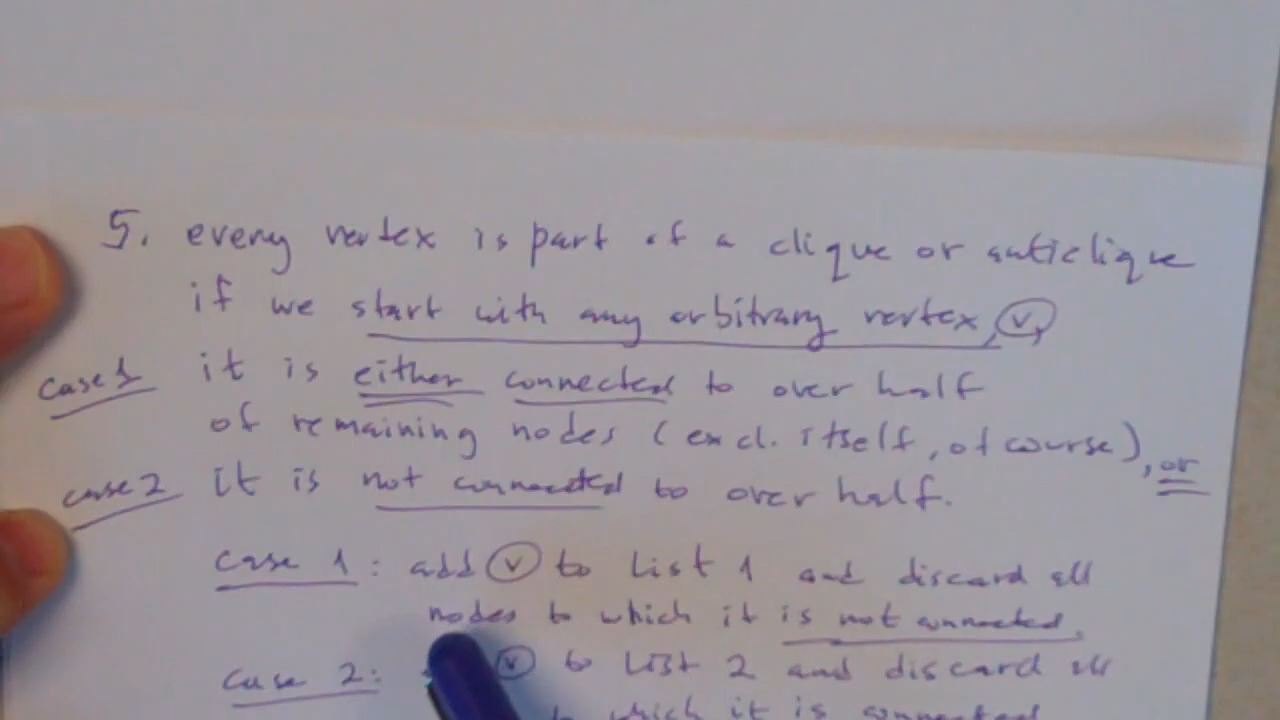 5. every vertex is part of a clique or anticlique
if we start with any arbitrary vertex, v,
case 1 it is either connected to over half
of remaining nodes (excl. itself, of course), or
case 2 it is not connected to over half.
case 1: add v to List 1 and discard all
nodes to which it is not connected.
case 2: v to List 2 and discard all
to which it is connected